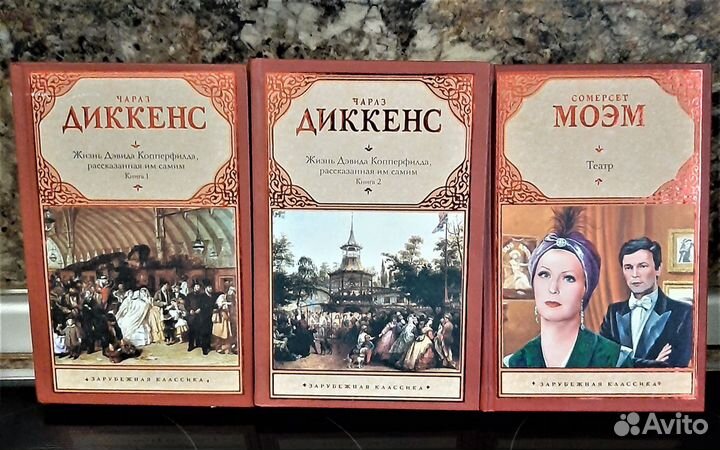 ЧАРЛЗ
ДИККЕНС
Жизнь Дэвида Копперфилда,
рассказанная им самим
Книга 1
ЗАРУБЕЖНАЯ КЛАССИКА
ЧАРЛЗ
ДИККЕНС
Жизнь Дэвида Копперфилда,
рассказанная им самим
Книга 2
ЗАРУБЕЖНАЯ КЛАССИКА
СОМЕРСЕТ
МОЭМ
Театр
ЗАРУБЕЖНАЯ КЛАССИКА
Avito